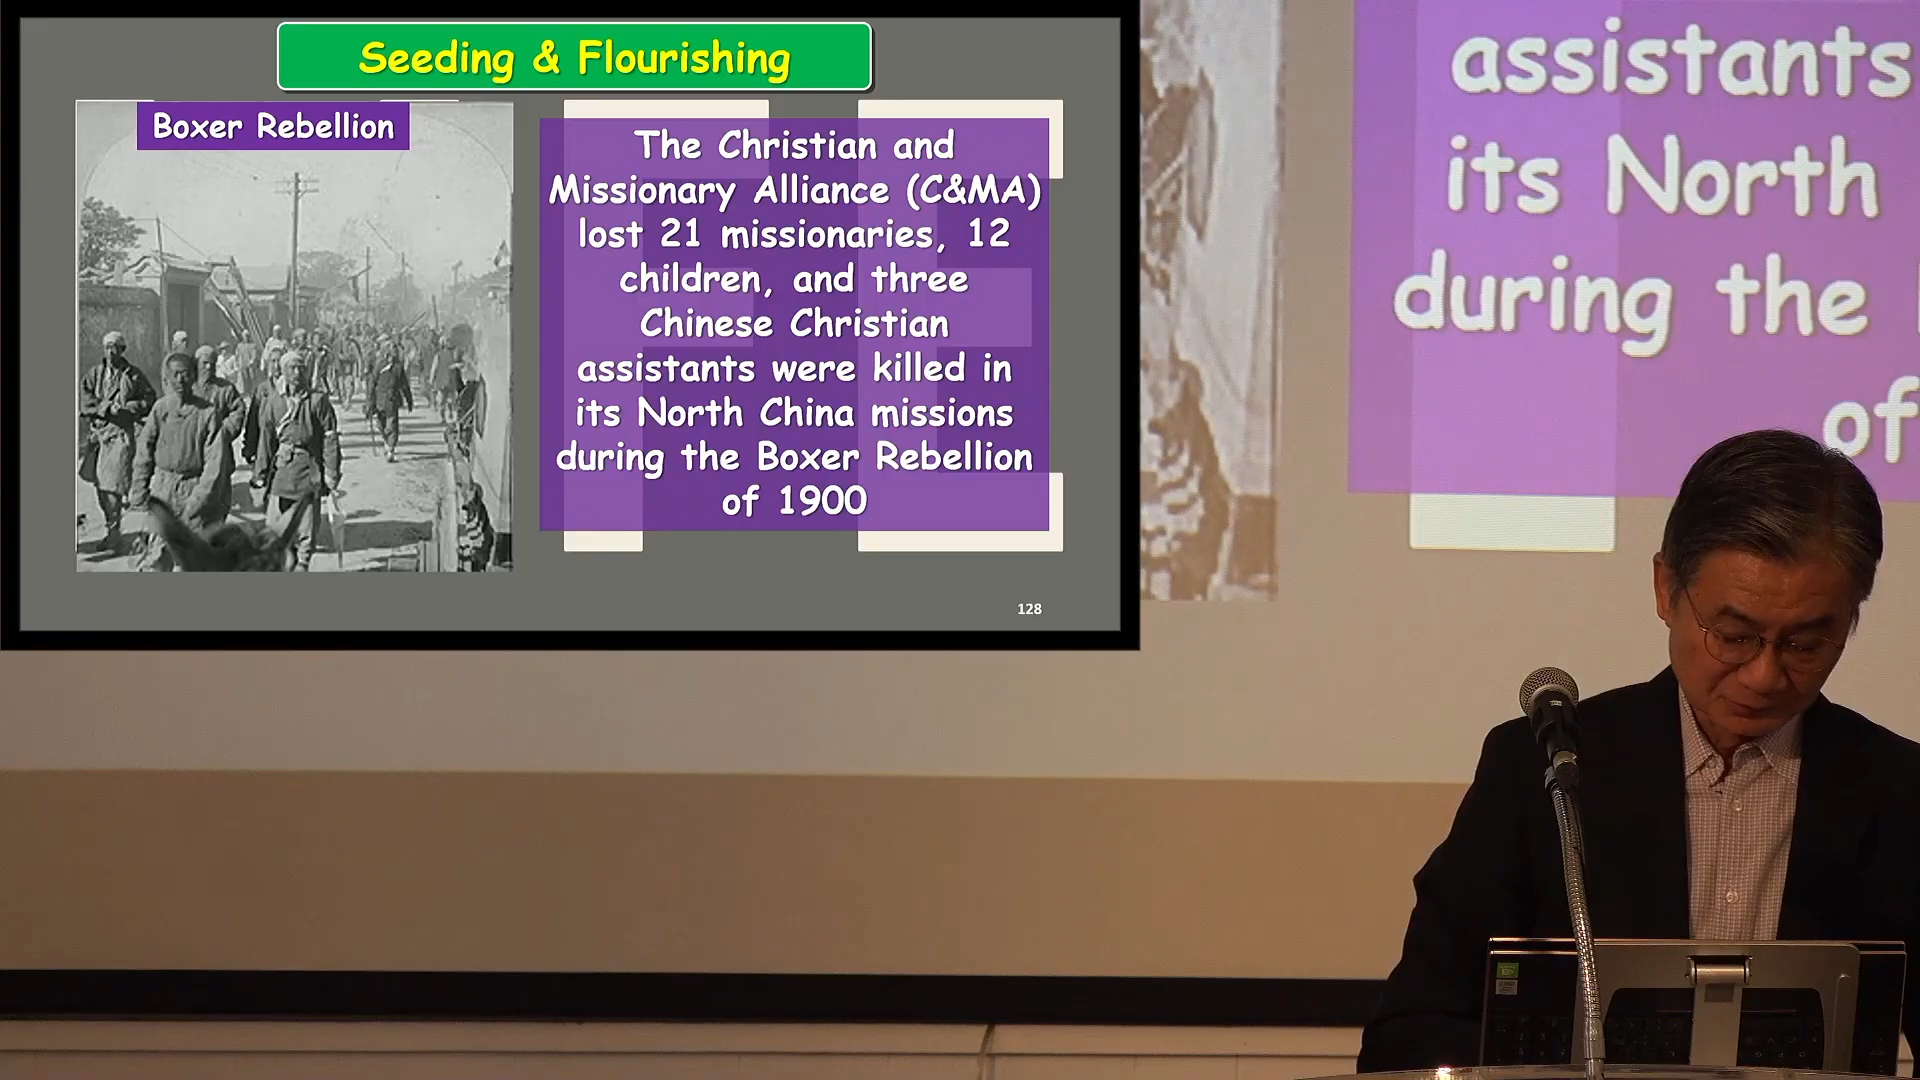 Seeding & Flourishing
Boxer Rebellion
The Christian and
Missionary Alliance (C&MA)
lost 21 missionaries, 12
children, and three
Chinese Christian
assistants were killed in
its North China missions
during the Boxer Rebellion
of 1900
128
assistants
its North
during the
of